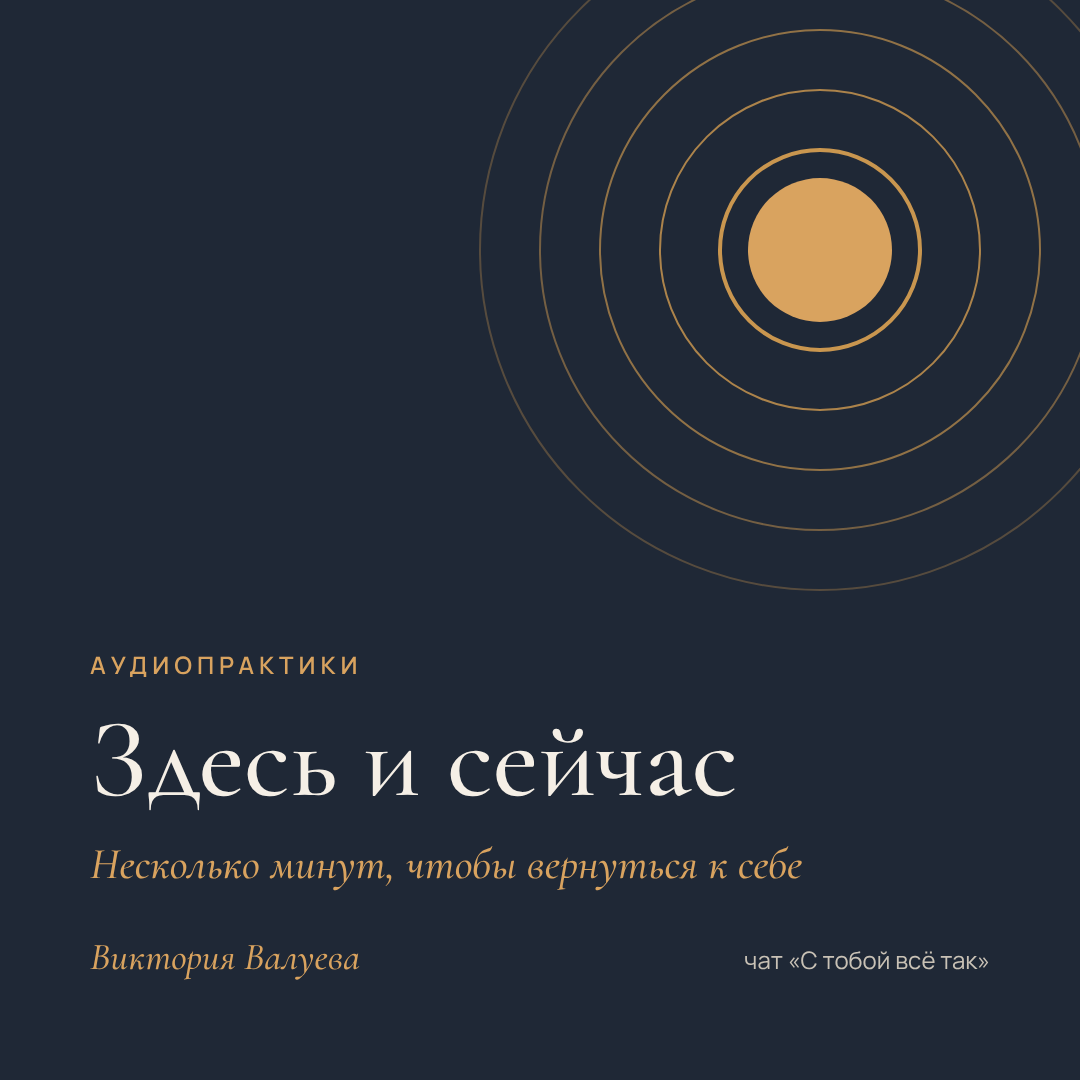 АУДИОПРАКТИКИ
Здесь и сейчас
Несколько минут, чтобы вернуться к себе
Виктория Валуева
чат «С тобой всё так»